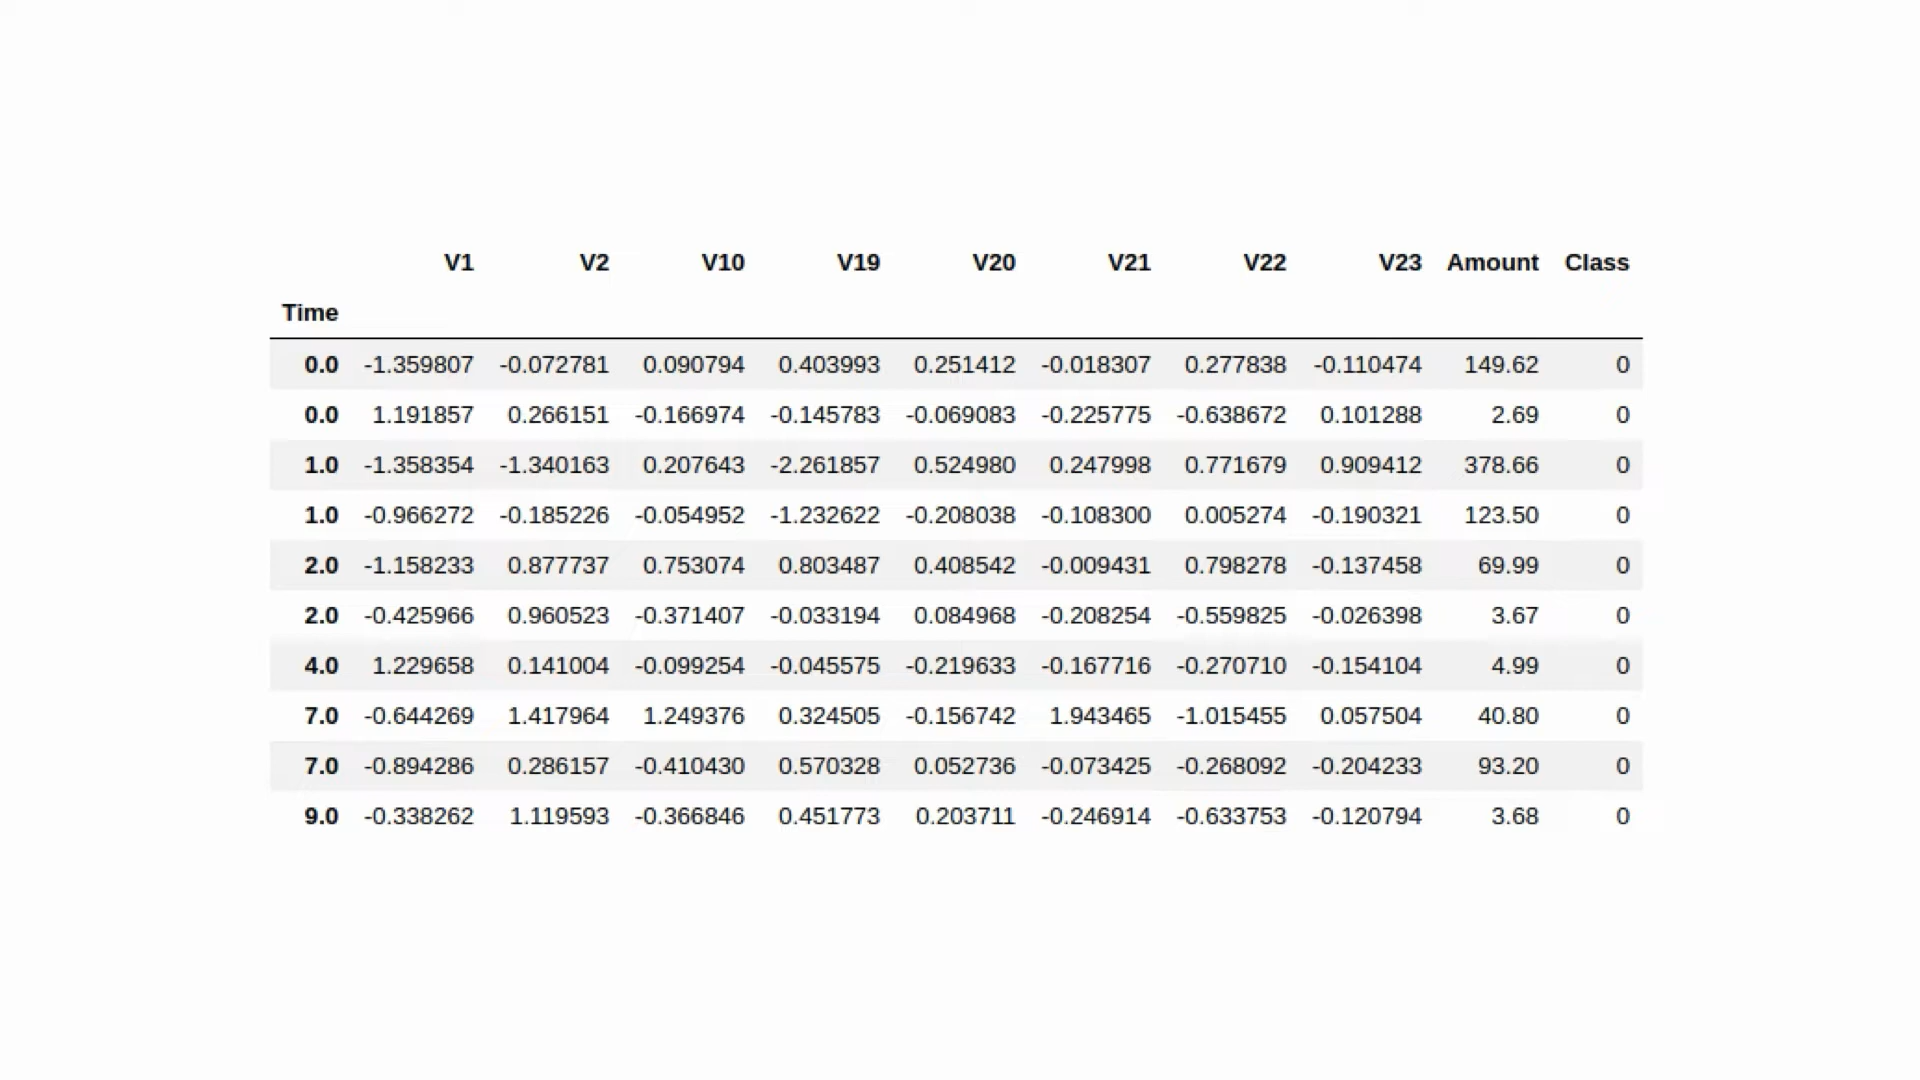 V1 V2 V10 V19 V20 V21 V22 V23 Amount Class
Time
0.0 -1.359807 -0.072781 0.090794 0.403993 0.251412 -0.018307 0.277838 -0.110474 149.62 0
0.0 1.191857 0.266151 -0.166974 -0.145783 -0.069083 -0.225775 -0.638672 0.101288 2.69 0
1.0 -1.358354 -1.340163 0.207643 -2.261857 0.524980 0.247998 0.771679 0.909412 378.66 0
1.0 -0.966272 -0.185226 -0.054952 -1.232622 -0.208038 -0.108300 0.005274 -0.190321 123.50 0
2.0 -1.158233 0.877737 0.753074 0.803487 0.408542 -0.009431 0.798278 -0.137458 69.99 0
2.0 -0.425966 0.960523 -0.371407 -0.033194 0.084968 -0.208254 -0.559825 -0.026398 3.67 0
4.0 1.229658 0.141004 -0.099254 -0.045575 -0.219633 -0.167716 -0.270710 -0.154104 4.99 0
7.0 -0.644269 1.417964 1.249376 0.324505 -0.156742 1.943465 -1.015455 0.057504 40.80 0
7.0 -0.894286 0.286157 -0.410430 0.570328 0.052736 -0.073425 -0.268092 -0.204233 93.20 0
9.0 -0.338262 1.119593 -0.366846 0.451773 0.203711 -0.246914 -0.633753 -0.120794 3.68 0